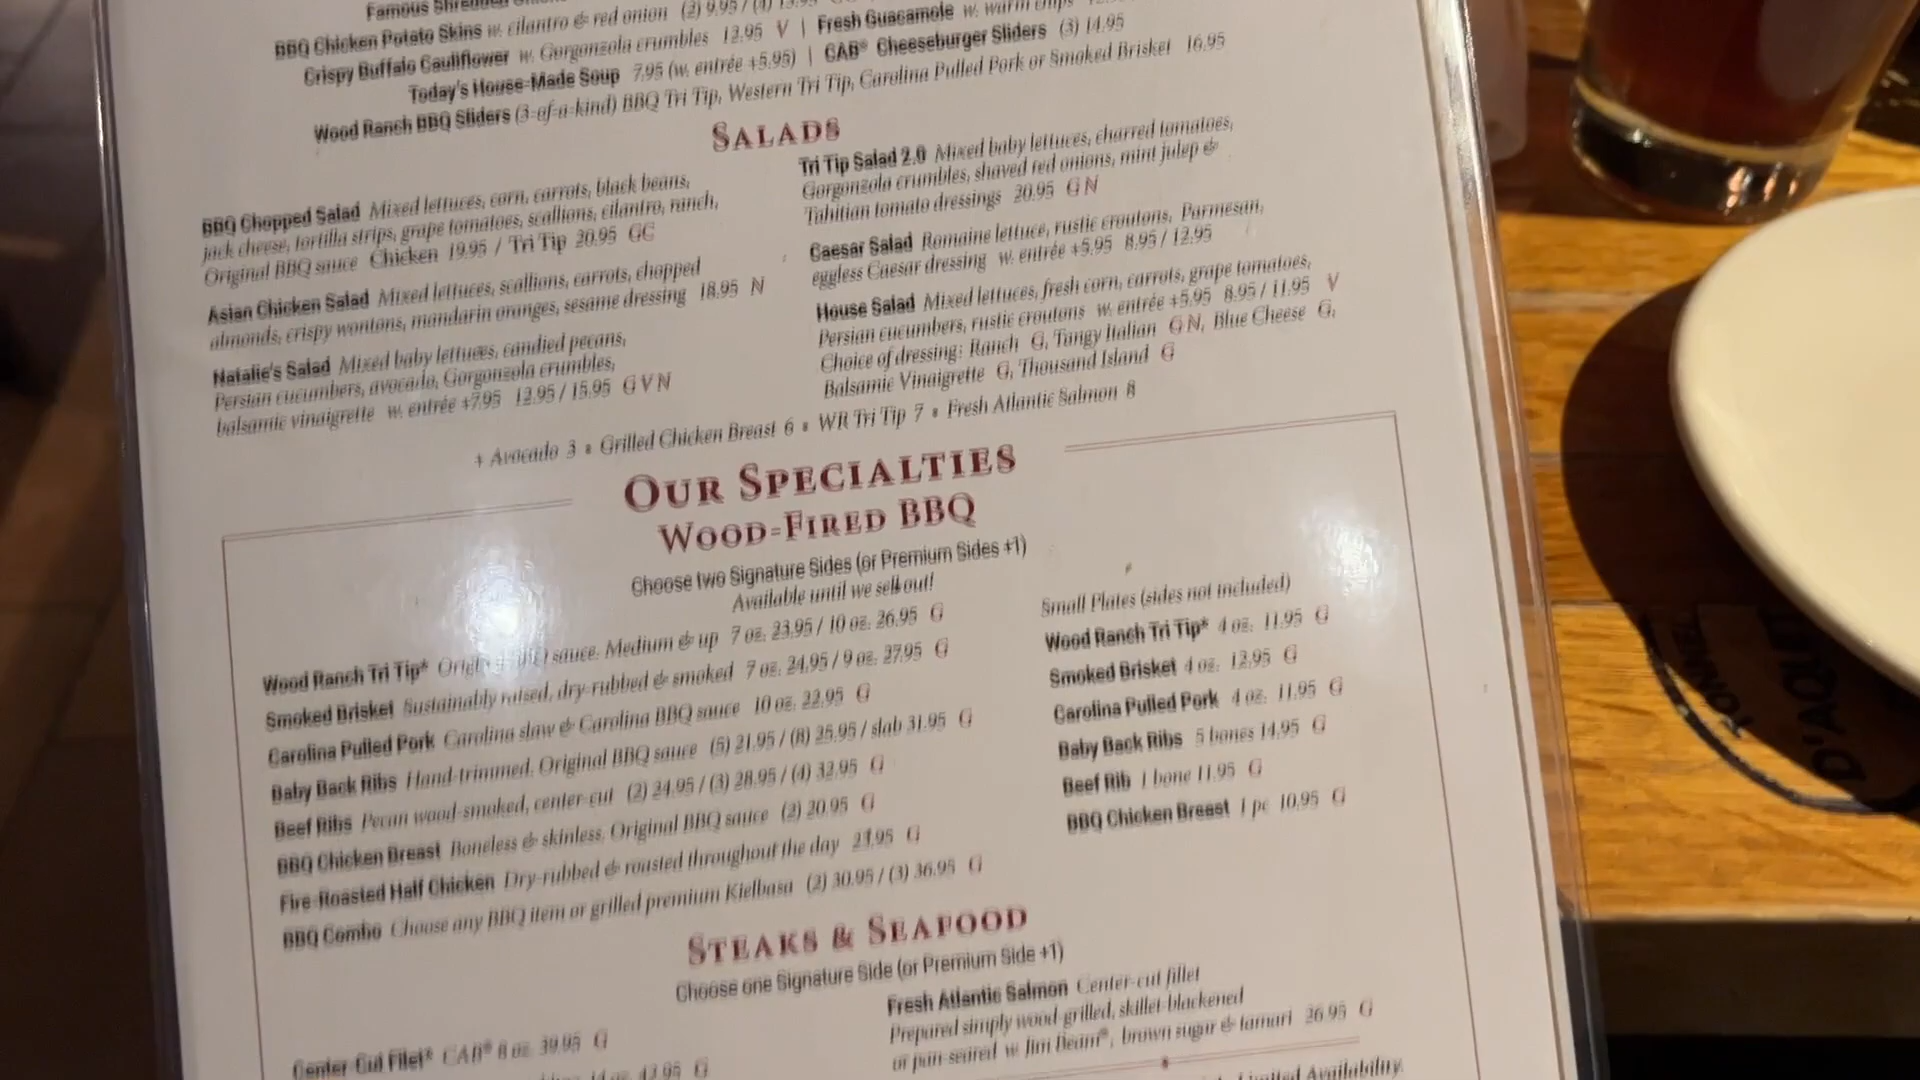 Famous Shredded
BBQ Chicken Potato Skins w. cilantro & red onion (2) 9.95 / (4)
Crispy Buffalo Cauliflower w. Gorgonzola crumbles 12.95 V | Fresh Guacamole w. warm chips
Today's House-Made Soup 7.95 (w. entrée +5.95) | CAB® Cheeseburger Sliders (3) 14.95
Wood Ranch BBQ Sliders (3-of-a-kind) BBQ Tri Tip, Western Tri Tip, Carolina Pulled Pork or Smoked Brisket 16.95
SALADS
BBQ Chopped Salad Mixed lettuces, corn, carrots, black beans,
jack cheese, tortilla strips, grape tomatoes, scallions, cilantro, ranch,
Original BBQ sauce Chicken 19.95 / Tri Tip 20.95 GC
Asian Chicken Salad Mixed lettuces, scallions, carrots, chopped
almonds, crispy wontons, mandarin oranges, sesame dressing 18.95 N
Natalie's Salad Mixed baby lettuces, candied pecans,
Persian cucumbers, avocado, Gorgonzola crumbles,
balsamic vinaigrette w. entrée +7.95 12.95 / 15.95 G V N
Tri Tip Salad 2.0 Mixed baby lettuces, charred tomatoes,
Gorgonzola crumbles, shaved red onions, mint julep &
Tahitian tomato dressings 20.95 G N
Caesar Salad Romaine lettuce, rustic croutons, Parmesan,
eggless Caesar dressing w. entrée +5.95 8.95 / 12.95
House Salad Mixed lettuces, fresh corn, carrots, grape tomatoes,
Persian cucumbers, rustic croutons w. entrée +5.95 8.95 / 11.95 V
Choice of dressing: Ranch G, Tangy Italian G N, Blue Cheese G,
Balsamic Vinaigrette G, Thousand Island G
+ Avocado 3 • Grilled Chicken Breast 6 • WR Tri Tip 7 • Fresh Atlantic Salmon 8
OUR SPECIALTIES
WOOD-FIRED BBQ
Choose two Signature Sides (or Premium Sides +1)
Available until we sell out!
Wood Ranch Tri Tip* Original BBQ sauce. Medium & up 7 oz. 23.95 / 10 oz. 26.95 G
Smoked Brisket Sustainably raised, dry-rubbed & smoked 7 oz. 24.95 / 9 oz. 27.95 G
Carolina Pulled Pork Carolina slaw & Carolina BBQ sauce 10 oz. 22.95 G
Baby Back Ribs Hand-trimmed, Original BBQ sauce (5) 21.95 / (8) 25.95 / slab 31.95 G
Beef Ribs Pecan wood-smoked, center-cut (2) 24.95 / (3) 28.95 / (4) 32.95 G
BBQ Chicken Breast Boneless & skinless, Original BBQ sauce (2) 20.95 G
Fire-Roasted Half Chicken Dry-rubbed & roasted throughout the day 23.95 G
BBQ Combo Choose any BBQ item or grilled premium Kielbasa (2) 30.95 / (3) 36.95 G
Small Plates (sides not included)
Wood Ranch Tri Tip* 4 oz. 11.95 G
Smoked Brisket 4 oz. 12.95 G
Carolina Pulled Pork 4 oz. 11.95 G
Baby Back Ribs 5 bones 14.95 G
Beef Rib 1 bone 11.95 G
BBQ Chicken Breast 1 pc 10.95 G
STEAKS & SEAFOOD
Choose one Signature Side (or Premium Side +1)
Center-Cut Filet* CAB® 8 oz. 39.95 G
14 oz. 42.95 G
Fresh Atlantic Salmon Center-cut fillet
Prepared simply wood-grilled, skillet-blackened
or pan-seared w. Jim Beam®, brown sugar & tamari 26.95 G
Limited Availability.
D'AQUI
TONNEL